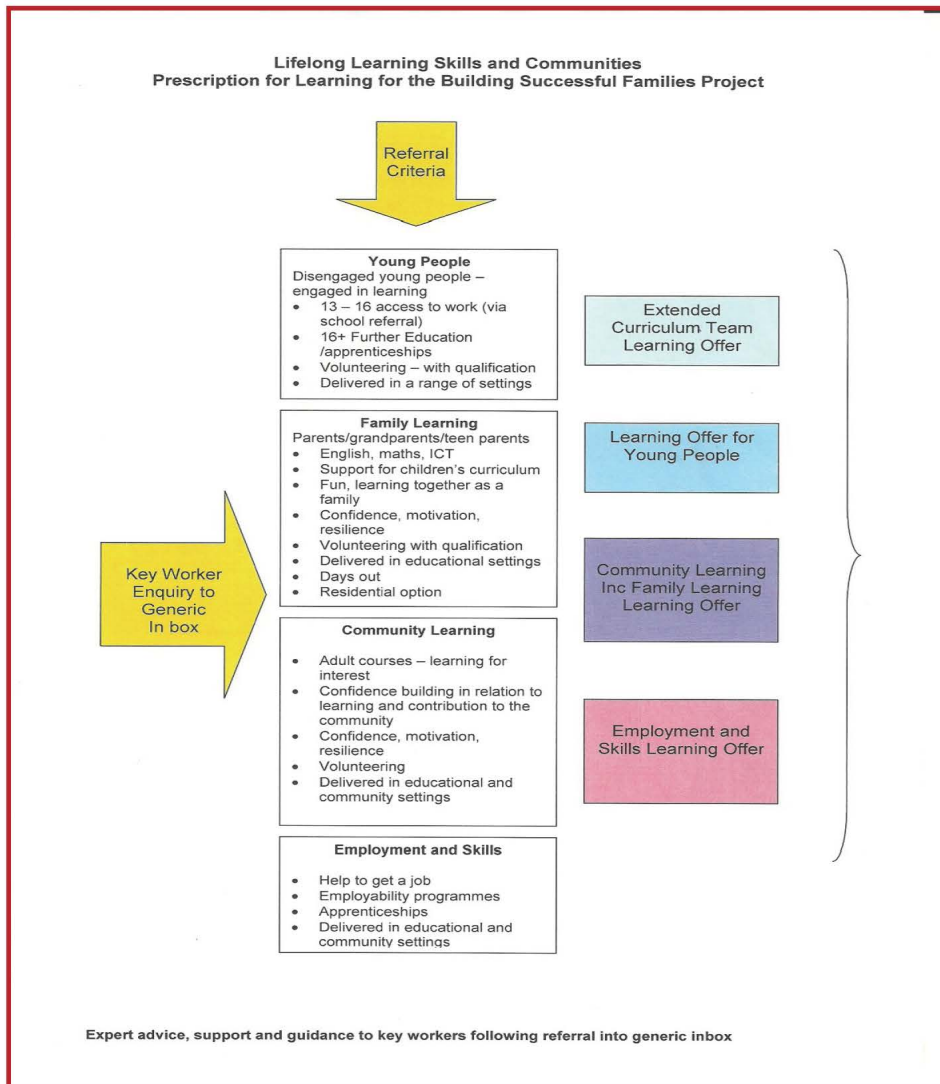 Lifelong Learning Skills and Communities
Prescription for Learning for the Building Successful Families Project
Referral
Criteria
Young People
Disengaged young people –
engaged in learning
• 13 – 16 access to work (via
school referral)
• 16+ Further Education
/apprenticeships
• Volunteering – with qualification
• Delivered in a range of settings
Family Learning
Parents/grandparents/teen parents
• English, maths, ICT
• Support for children's curriculum
• Fun, learning together as a
family
• Confidence, motivation,
resilience
• Volunteering with qualification
• Delivered in educational settings
• Days out
• Residential option
Community Learning
• Adult courses – learning for
interest
• Confidence building in relation to
learning and contribution to the
community
• Confidence, motivation,
resilience
• Volunteering
• Delivered in educational and
community settings
Employment and Skills
• Help to get a job
• Employability programmes
• Apprenticeships
• Delivered in educational and
community settings
Key Worker
Enquiry to
Generic
In box
Extended
Curriculum Team
Learning Offer
Learning Offer for
Young People
Community Learning
Inc Family Learning
Learning Offer
Employment and
Skills Learning Offer
Expert advice, support and guidance to key workers following referral into generic inbox